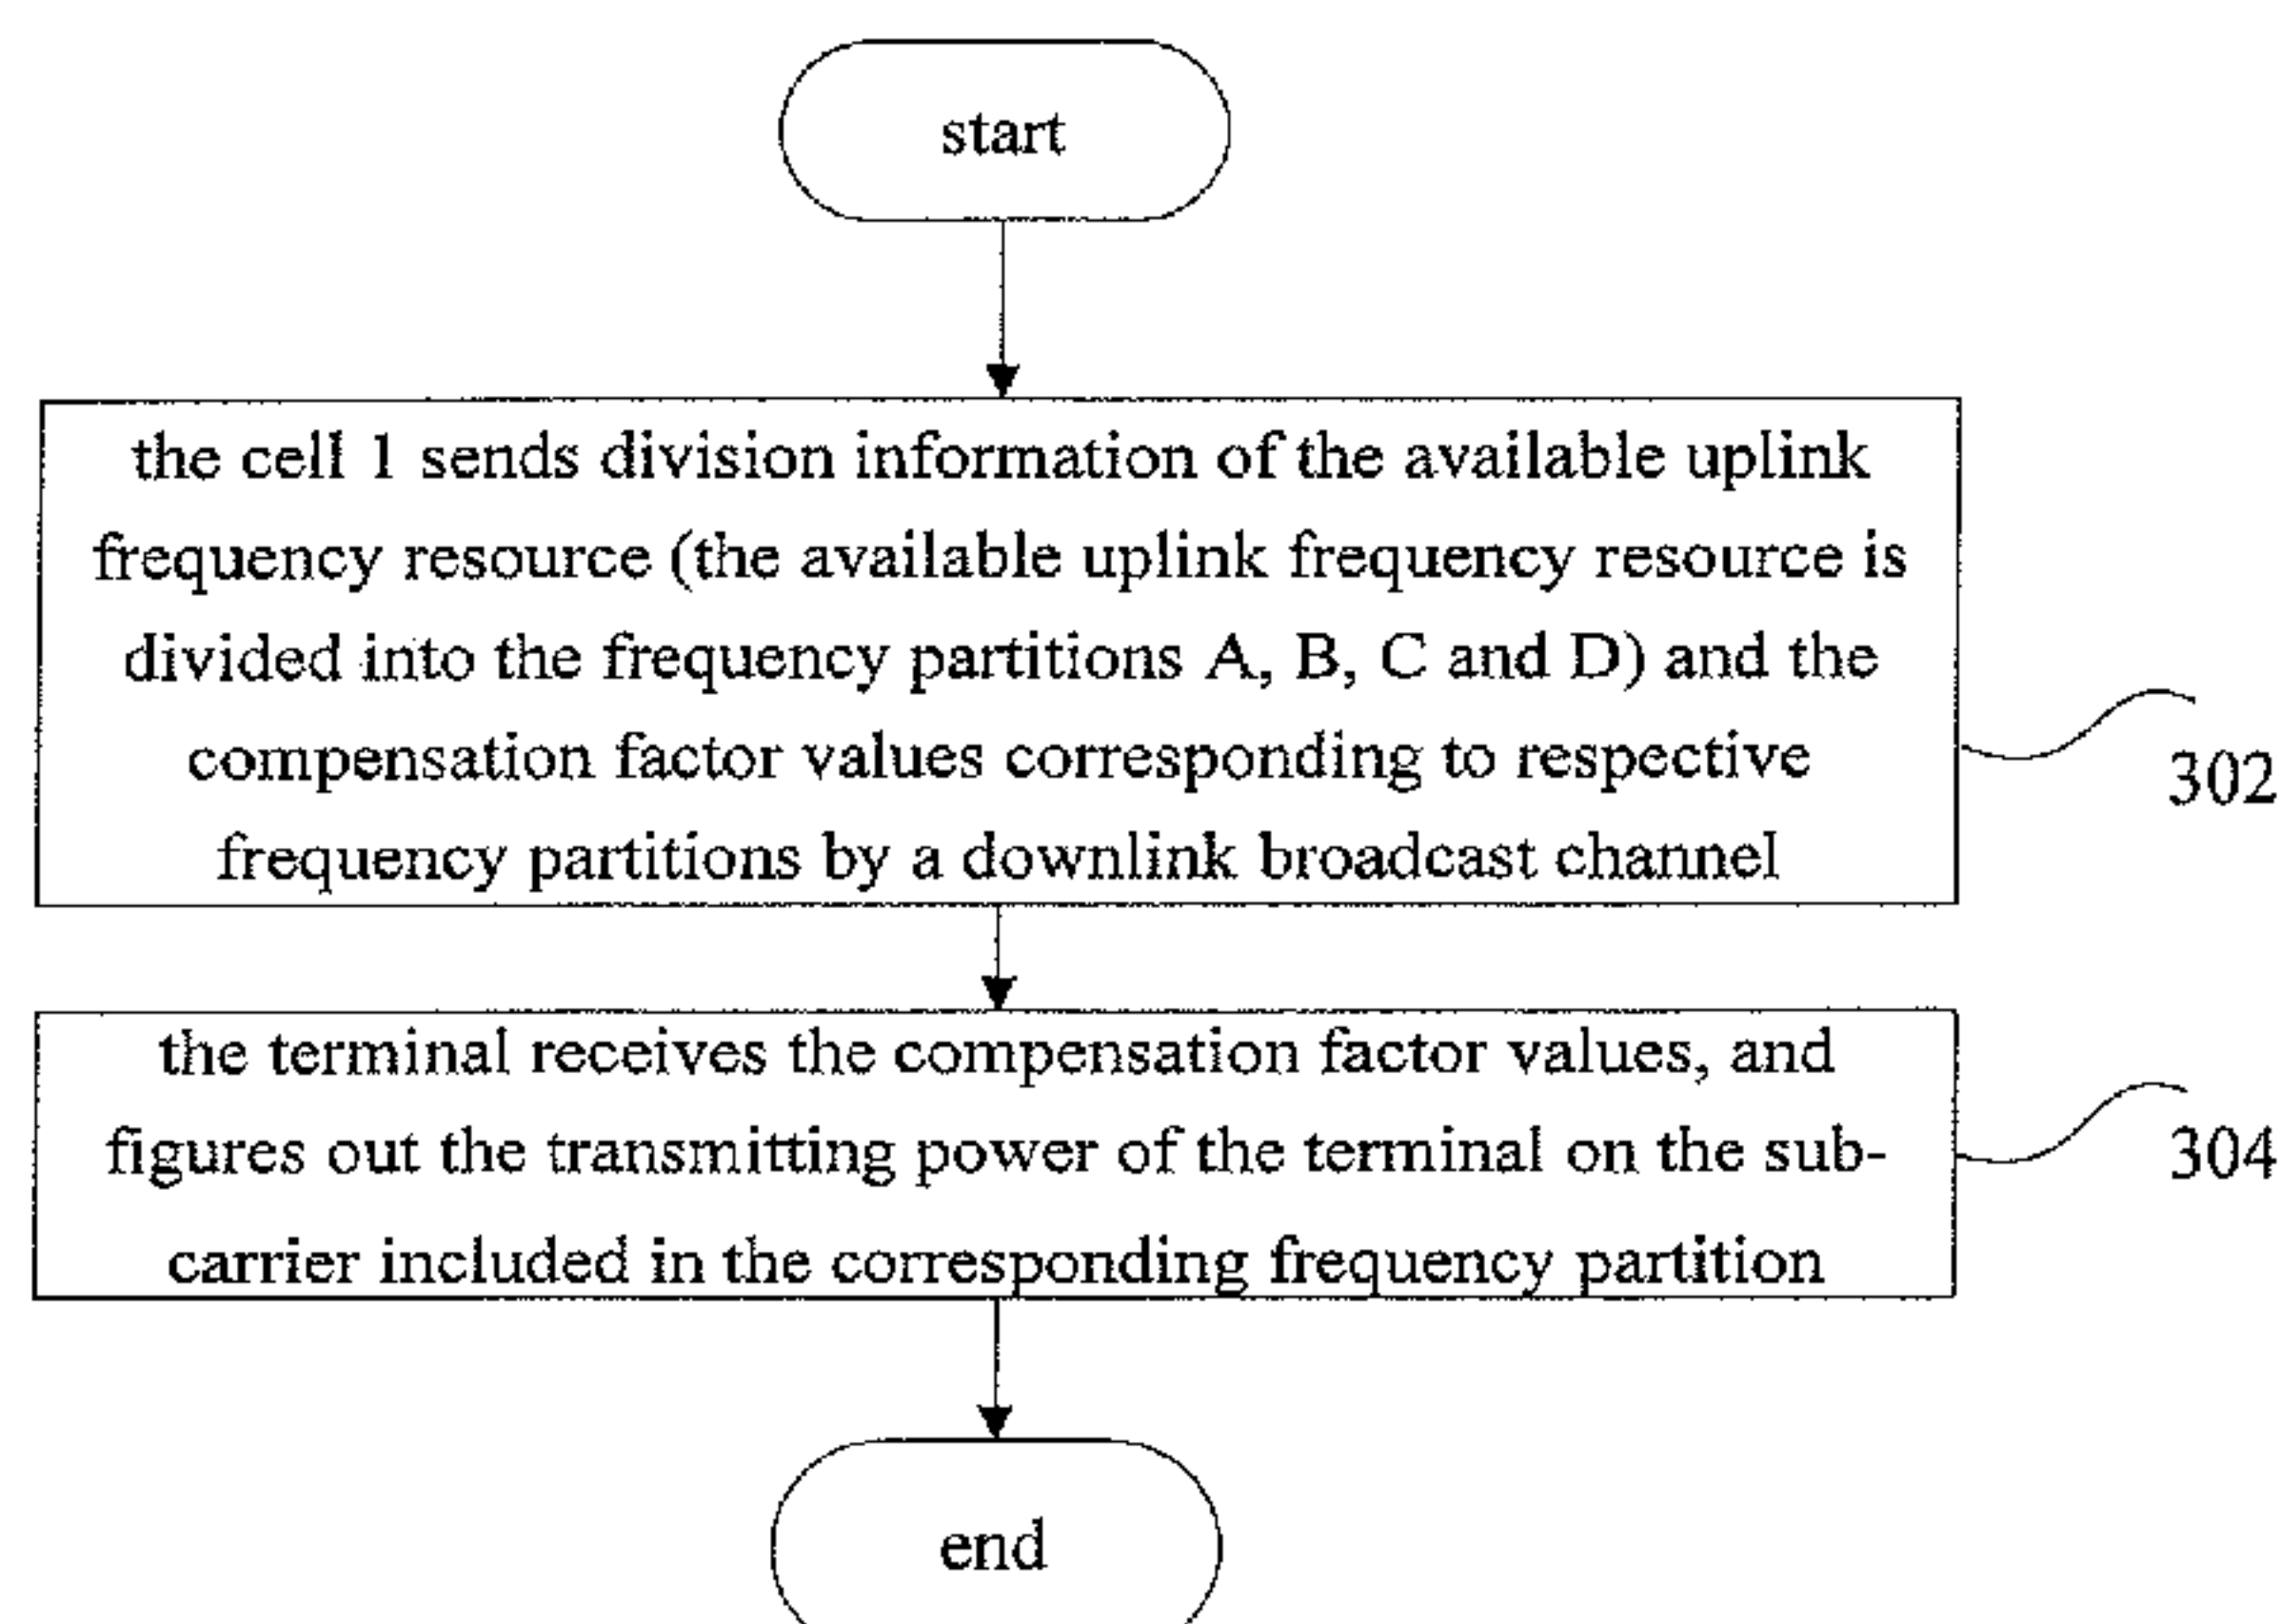 start
the cell 1 sends division information of the available uplink
frequency resource (the available uplink frequency resource is
divided into the frequency partitions A, B, C and D) and the
compensation factor values corresponding to respective
frequency partitions by a downlink broadcast channel
302
the terminal receives the compensation factor values, and
figures out the transmitting power of the terminal on the sub-
carrier included in the corresponding frequency partition
304
end